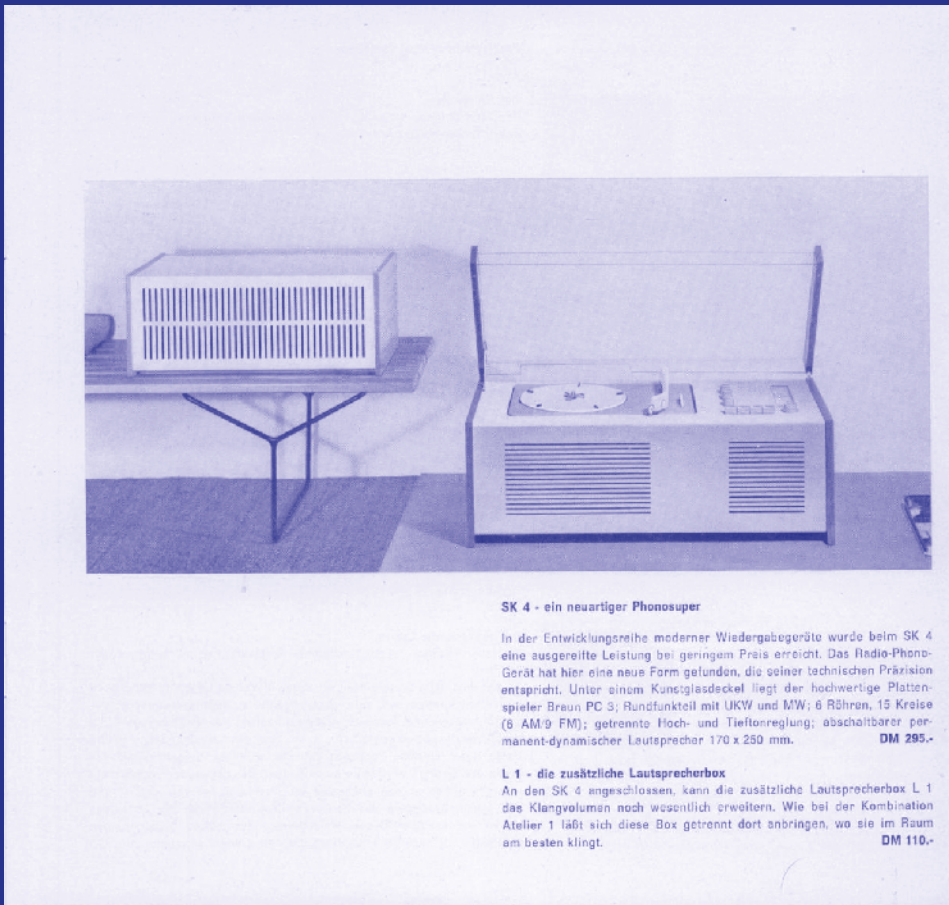 SK 4 - ein neuartiger Phonosuper
In der Entwicklungsreihe moderner Wiedergabegeräte wurde beim SK 4
eine ausgereifte Leistung bei geringem Preis erreicht. Das Radio-Phono-
Gerät hat hier eine neue Form gefunden, die seiner technischen Präzision
entspricht. Unter einem Kunstglasdeckel liegt der hochwertige Platten-
spieler Braun PC 3; Rundfunkteil mit UKW und MW; 6 Röhren, 15 Kreise
(6 AM/9 FM); getrennte Hoch- und Tieftonreglung; abschaltbarer per-
manent-dynamischer Lautsprecher 170 x 260 mm. DM 295.-
L 1 - die zusätzliche Lautsprecherbox
An den SK 4 angeschlossen, kann die zusätzliche Lautsprecherbox L 1
das Klangvolumen noch wesentlich erweitern. Wie bei der Kombination
Atelier 1 läßt sich diese Box getrennt dort anbringen, wo sie im Raum
am besten klingt. DM 110.-